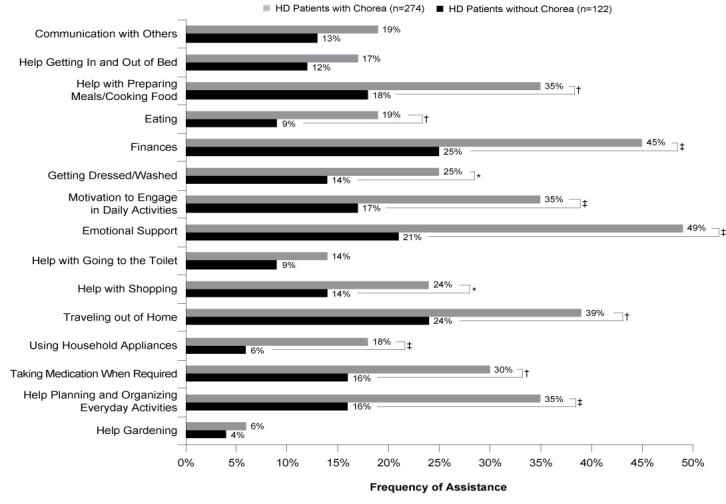 HD Patients with Chorea (n=274) HD Patients without Chorea (n=122)
Communication with Others 19%
13%
Help Getting In and Out of Bed 17%
12%
Help with Preparing 35%
Meals/Cooking Food 18% †
Eating 19%
9% †
Finances 45%
25% ‡
Getting Dressed/Washed 25%
14% *
Motivation to Engage 35%
in Daily Activities 17% ‡
Emotional Support 49%
21% ‡
Help with Going to the Toilet 14%
9%
Help with Shopping 24%
14% *
Traveling out of Home 39%
24% †
Using Household Appliances 18%
6% ‡
Taking Medication When Required 30%
16% †
Help Planning and Organizing 35%
Everyday Activities 16% ‡
Help Gardening 6%
4%
0% 5% 10% 15% 20% 25% 30% 35% 40% 45% 50%
Frequency of Assistance